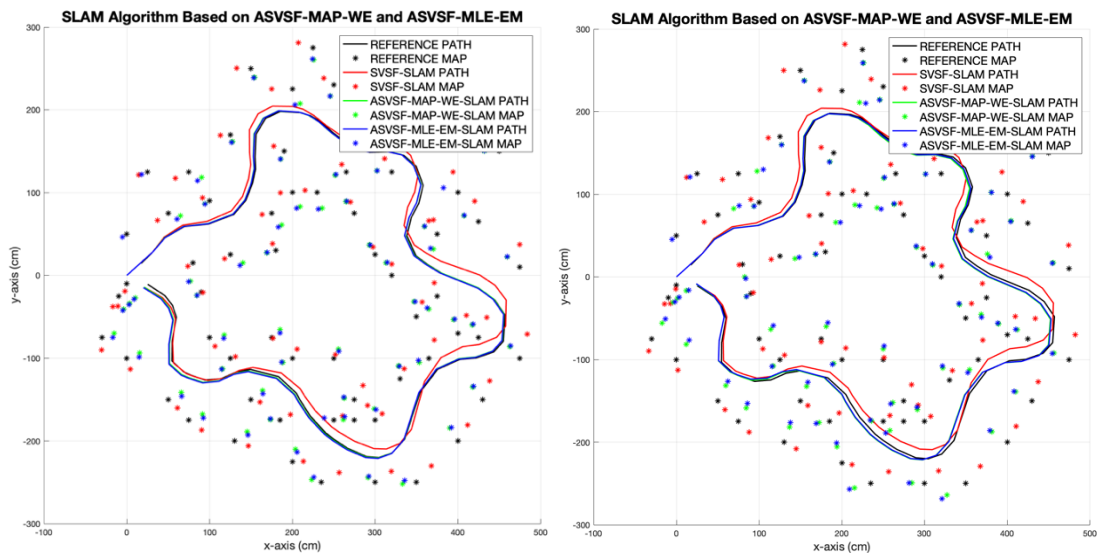 SLAM Algorithm Based on ASVSF-MAP-WE and ASVSF-MLE-EM
300
200
100
0
-100
-200
-300
y-axis (cm)
-100
0
100
200
300
400
500
x-axis (cm)
REFERENCE PATH
REFERENCE MAP
SVSF-SLAM PATH
SVSF-SLAM MAP
ASVSF-MAP-WE-SLAM PATH
ASVSF-MAP-WE-SLAM MAP
ASVSF-MLE-EM-SLAM PATH
ASVSF-MLE-EM-SLAM MAP
SLAM Algorithm Based on ASVSF-MAP-WE and ASVSF-MLE-EM
300
200
100
0
-100
-200
-300
y-axis (cm)
-100
0
100
200
300
400
500
x-axis (cm)
REFERENCE PATH
REFERENCE MAP
SVSF-SLAM PATH
SVSF-SLAM MAP
ASVSF-MAP-WE-SLAM PATH
ASVSF-MAP-WE-SLAM MAP
ASVSF-MLE-EM-SLAM PATH
ASVSF-MLE-EM-SLAM MAP